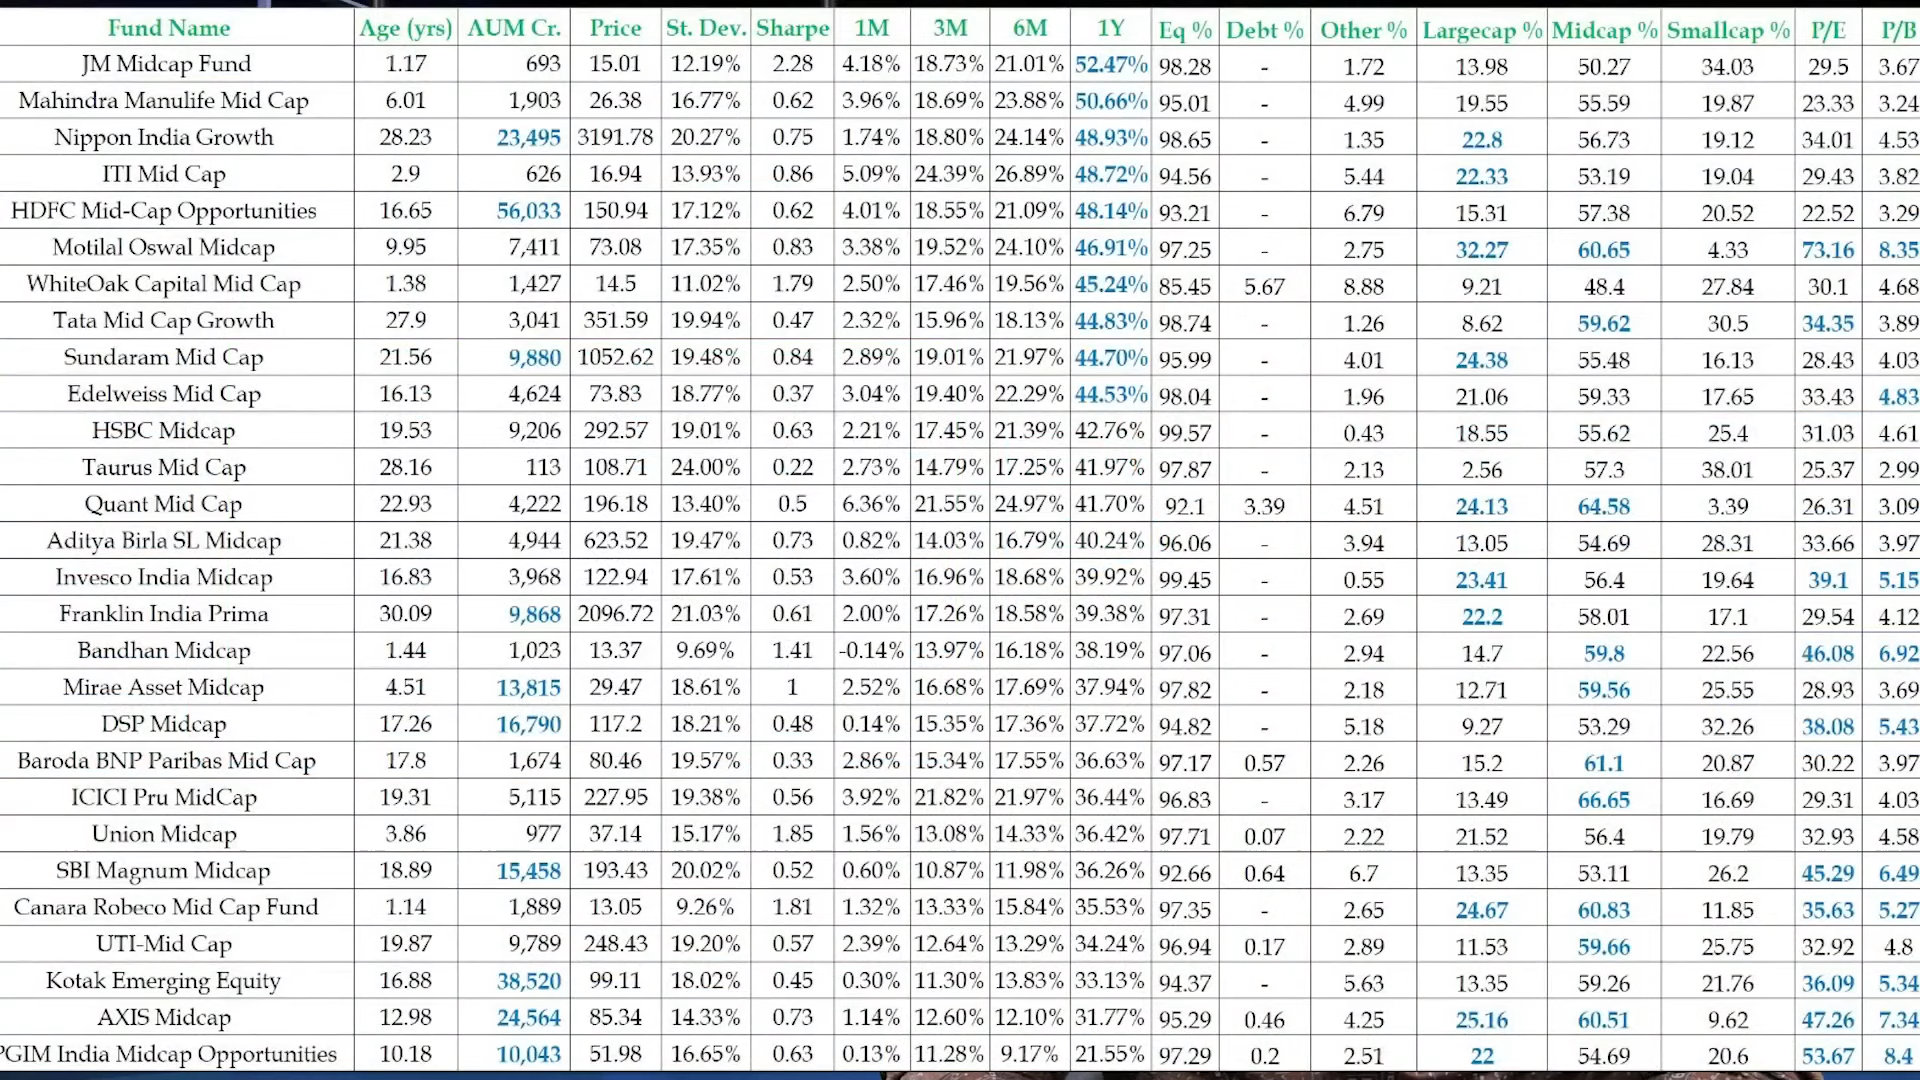 Fund Name Age (yrs) AUM Cr. Price St. Dev. Sharpe 1M 3M 6M 1Y Eq % Debt % Other % Largecap % Midcap % Smallcap % P/E P/B
JM Midcap Fund 1.17 693 15.01 12.19% 2.28 4.18% 18.73% 21.01% 52.47% 98.28 - 1.72 13.98 50.27 34.03 29.5 3.67
Mahindra Manulife Mid Cap 6.01 1,903 26.38 16.77% 0.62 3.96% 18.69% 23.88% 50.66% 95.01 - 4.99 19.55 55.59 19.87 23.33 3.24
Nippon India Growth 28.23 23,495 3191.78 20.27% 0.75 1.74% 18.80% 24.14% 48.93% 98.65 - 1.35 22.8 56.73 19.12 34.01 4.53
ITI Mid Cap 2.9 626 16.94 13.93% 0.86 5.09% 24.39% 26.89% 48.72% 94.56 - 5.44 22.33 53.19 19.04 29.43 3.82
HDFC Mid-Cap Opportunities 16.65 56,033 150.94 17.12% 0.62 4.01% 18.55% 21.09% 48.14% 93.21 - 6.79 15.31 57.38 20.52 22.52 3.29
Motilal Oswal Midcap 9.95 7,411 73.08 17.35% 0.83 3.38% 19.52% 24.10% 46.91% 97.25 - 2.75 32.27 60.65 4.33 73.16 8.35
WhiteOak Capital Mid Cap 1.38 1,427 14.5 11.02% 1.79 2.50% 17.46% 19.56% 45.24% 85.45 5.67 8.88 9.21 48.4 27.84 30.1 4.68
Tata Mid Cap Growth 27.9 3,041 351.59 19.94% 0.47 2.32% 15.96% 18.13% 44.83% 98.74 - 1.26 8.62 59.62 30.5 34.35 3.89
Sundaram Mid Cap 21.56 9,880 1052.62 19.48% 0.84 2.89% 19.01% 21.97% 44.70% 95.99 - 4.01 24.38 55.48 16.13 28.43 4.03
Edelweiss Mid Cap 16.13 4,624 73.83 18.77% 0.37 3.04% 19.40% 22.29% 44.53% 98.04 - 1.96 21.06 59.33 17.65 33.43 4.83
HSBC Midcap 19.53 9,206 292.57 19.01% 0.63 2.21% 17.45% 21.39% 42.76% 99.57 - 0.43 18.55 55.62 25.4 31.03 4.61
Taurus Mid Cap 28.16 113 108.71 24.00% 0.22 2.73% 14.79% 17.25% 41.97% 97.87 - 2.13 2.56 57.3 38.01 25.37 2.99
Quant Mid Cap 22.93 4,222 196.18 13.40% 0.5 6.36% 21.55% 24.97% 41.70% 92.1 3.39 4.51 24.13 64.58 3.39 26.31 3.09
Aditya Birla SL Midcap 21.38 4,944 623.52 19.47% 0.73 0.82% 14.03% 16.79% 40.24% 96.06 - 3.94 13.05 54.69 28.31 33.66 3.97
Invesco India Midcap 16.83 3,968 122.94 17.61% 0.53 3.60% 16.96% 18.68% 39.92% 99.45 - 0.55 23.41 56.4 19.64 39.1 5.15
Franklin India Prima 30.09 9,868 2096.72 21.03% 0.61 2.00% 17.26% 18.58% 39.38% 97.31 - 2.69 22.2 58.01 17.1 29.54 4.12
Bandhan Midcap 1.44 1,023 13.37 9.69% 1.41 -0.14% 13.97% 16.18% 38.19% 97.06 - 2.94 14.7 59.8 22.56 46.08 6.92
Mirae Asset Midcap 4.51 13,815 29.47 18.61% 1 2.52% 16.68% 17.69% 37.94% 97.82 - 2.18 12.71 59.56 25.55 28.93 3.69
DSP Midcap 17.26 16,790 117.2 18.21% 0.48 0.14% 15.35% 17.36% 37.72% 94.82 - 5.18 9.27 53.29 32.26 38.08 5.43
Baroda BNP Paribas Mid Cap 17.8 1,674 80.46 19.57% 0.33 2.86% 15.34% 17.55% 36.63% 97.17 0.57 2.26 15.2 61.1 20.87 30.22 3.97
ICICI Pru MidCap 19.31 5,115 227.95 19.38% 0.56 3.92% 21.82% 21.97% 36.44% 96.83 - 3.17 13.49 66.65 16.69 29.31 4.03
Union Midcap 3.86 977 37.14 15.17% 1.85 1.56% 13.08% 14.33% 36.42% 97.71 0.07 2.22 21.52 56.4 19.79 32.93 4.58
SBI Magnum Midcap 18.89 15,458 193.43 20.02% 0.52 0.60% 10.87% 11.98% 36.26% 92.66 0.64 6.7 13.35 53.11 26.2 45.29 6.49
Canara Robeco Mid Cap Fund 1.14 1,889 13.05 9.26% 1.81 1.32% 13.33% 15.84% 35.53% 97.35 - 2.65 24.67 60.83 11.85 35.63 5.27
UTI-Mid Cap 19.87 9,789 248.43 19.20% 0.57 2.39% 12.64% 13.29% 34.24% 96.94 0.17 2.89 11.53 59.66 25.75 32.92 4.8
Kotak Emerging Equity 16.88 38,520 99.11 18.02% 0.45 0.30% 11.30% 13.83% 33.13% 94.37 - 5.63 13.35 59.26 21.76 36.09 5.34
AXIS Midcap 12.98 24,564 85.34 14.33% 0.73 1.14% 12.60% 12.10% 31.77% 95.29 0.46 4.25 25.16 60.51 9.62 47.26 7.34
PGIM India Midcap Opportunities 10.18 10,043 51.98 16.65% 0.63 0.13% 11.28% 9.17% 21.55% 97.29 0.2 2.51 22 54.69 20.6 53.67 8.4